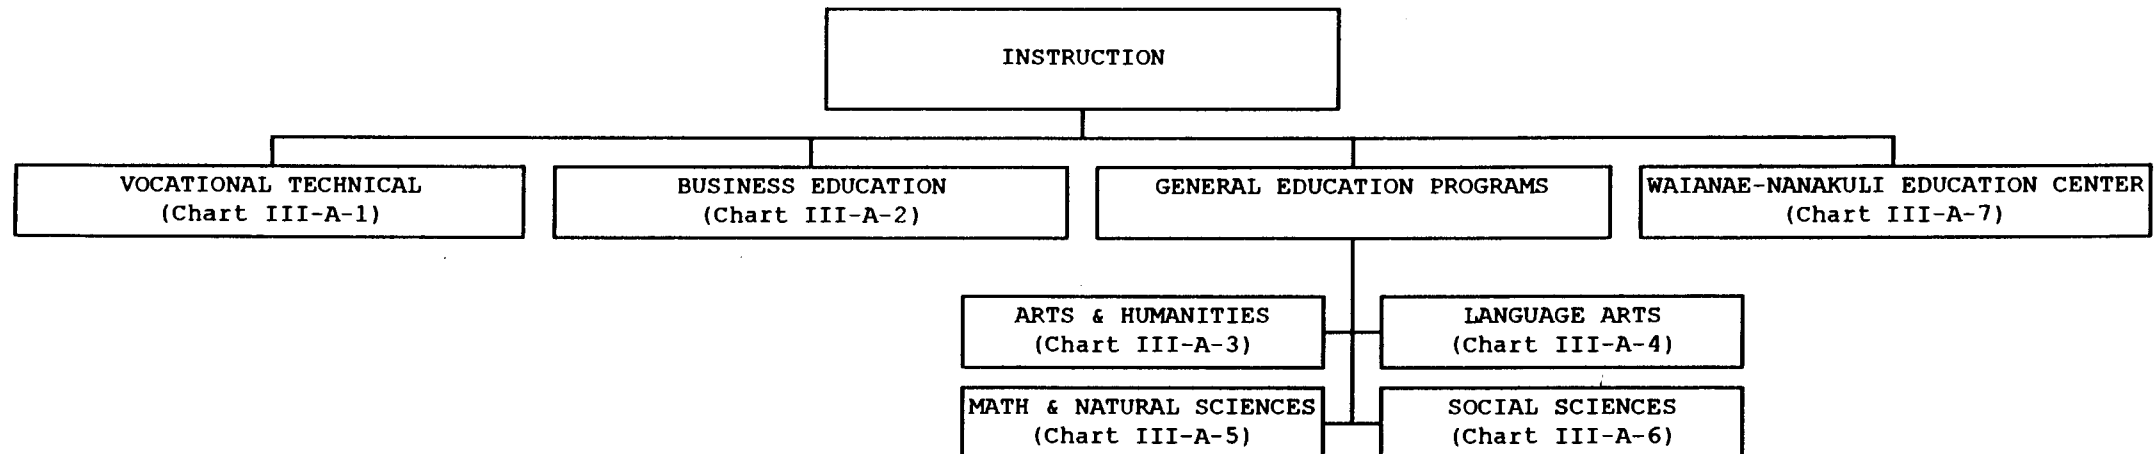 INSTRUCTION
VOCATIONAL TECHNICAL
(Chart III-A-1)
BUSINESS EDUCATION
(Chart III-A-2)
GENERAL EDUCATION PROGRAMS
WAIANAE-NANAKULI EDUCATION CENTER
(Chart III-A-7)
ARTS & HUMANITIES
(Chart III-A-3)
LANGUAGE ARTS
(Chart III-A-4)
MATH & NATURAL SCIENCES
(Chart III-A-5)
SOCIAL SCIENCES
(Chart III-A-6)